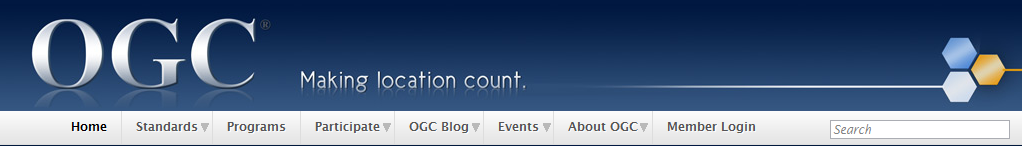 OGC®
Making location count.
Home Standards Programs Participate OGC Blog Events About OGC Member Login Search